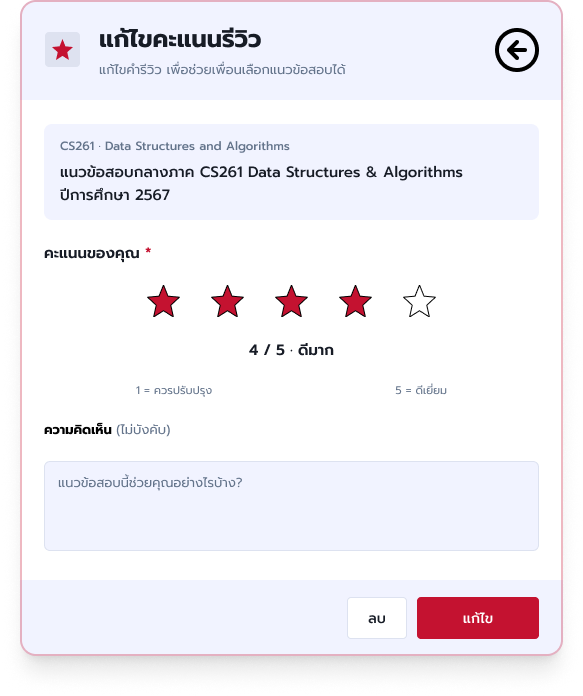 แก้ไขคะแนนรีวิว
แก้ไขคำรีวิว เพื่อช่วยเพื่อนเลือกแนวข้อสอบได้
CS261 · Data Structures and Algorithms
แนวข้อสอบกลางภาค CS261 Data Structures & Algorithms
ปีการศึกษา 2567
คะแนนของคุณ *
4 / 5 · ดีมาก
1 = ควรปรับปรุง
5 = ดีเยี่ยม
ความคิดเห็น (ไม่บังคับ)
แนวข้อสอบนี้ช่วยคุณอย่างไรบ้าง?
ลบ
แก้ไข